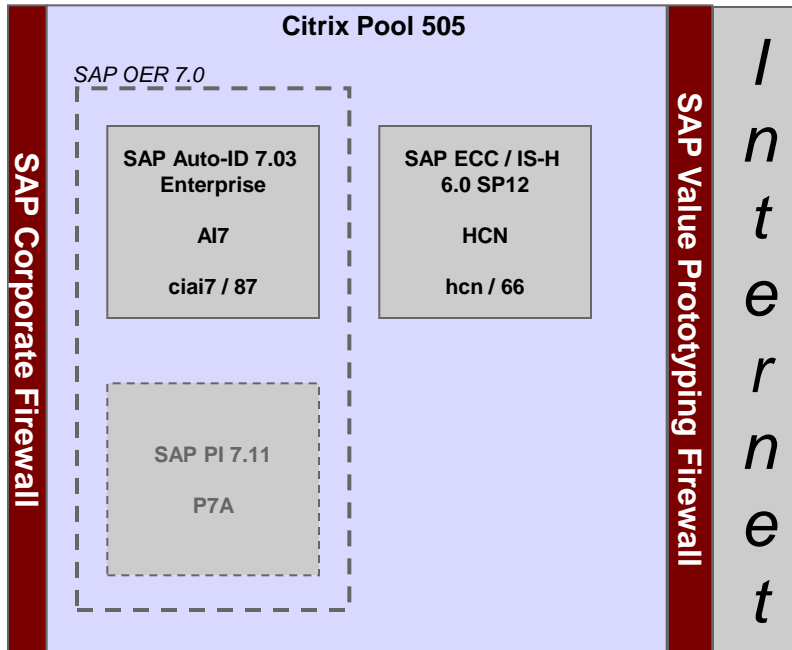 Citrix Pool 505
SAP OER 7.0
SAP Corporate Firewall
SAP Auto-ID 7.03
Enterprise
AI7
ciai7 / 87
SAP ECC / IS-H
6.0 SP12
HCN
hcn / 66
SAP PI 7.11
P7A
SAP Value Prototyping Firewall
Internet